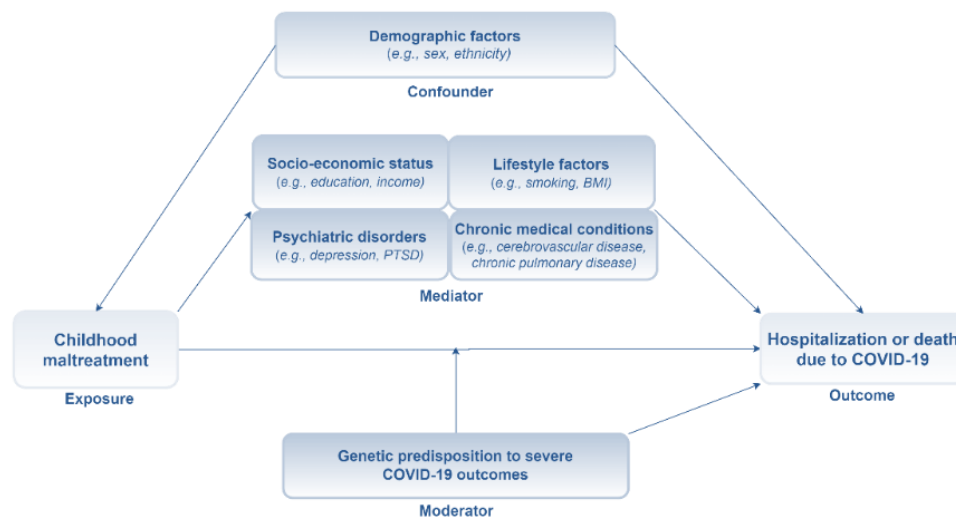 Demographic factors
(e.g., sex, ethnicity)
Confounder
Socio-economic status
(e.g., education, income)
Lifestyle factors
(e.g., smoking, BMI)
Psychiatric disorders
(e.g., depression, PTSD)
Chronic medical conditions
(e.g., cerebrovascular disease,
chronic pulmonary disease)
Mediator
Childhood
maltreatment
Exposure
Hospitalization or death
due to COVID-19
Outcome
Genetic predisposition to severe
COVID-19 outcomes
Moderator